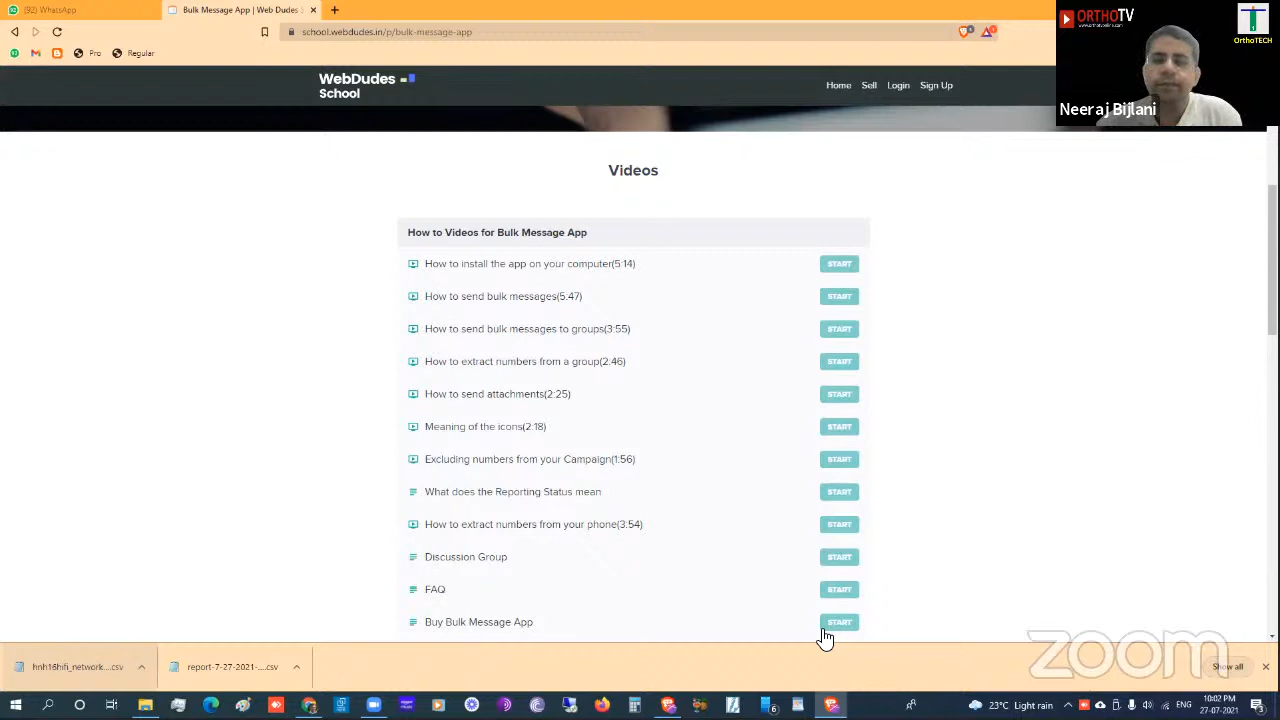 (92) WhatsApp
Bulk Message App | Web Dudes
school.webdudes.in/p/bulk-message-app
Pro
Regular
ORTHOTV
www.orthotvonline.com
OrthoTECH
Neeraj Bijlani
WebDudes
School
Home
Sell
Login
Sign Up
Videos
How to Videos for Bulk Message App
How to install the app on your computer(5:14)
START
How to send bulk messages(5:47)
START
How to send bulk messages to groups(3:55)
START
How to extract numbers from a group(2:46)
START
How to send attachments(2:25)
START
Meaning of the icons(2:18)
START
Excluding numbers from your Campaign(1:56)
START
What does the Reporting Status mean
START
How to extract numbers from your phone(3:54)
START
Discussion Group
START
FAQ
START
Buy Bulk Message App
START
hnh16hifi_network....csv
report-7-27-2021-....csv
Show all
zoom
23°C Light rain
ENG
10:02 PM
27-07-2021